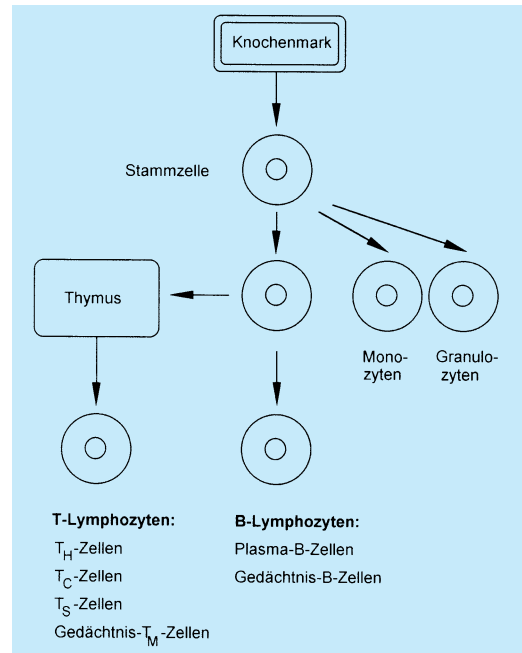 Knochenmark
Stammzelle
Thymus
Mono-
zyten
Granulo-
zyten
T-Lymphozyten:
T_H-Zellen
T_C-Zellen
T_S-Zellen
Gedächtnis-T_M-Zellen
B-Lymphozyten:
Plasma-B-Zellen
Gedächtnis-B-Zellen